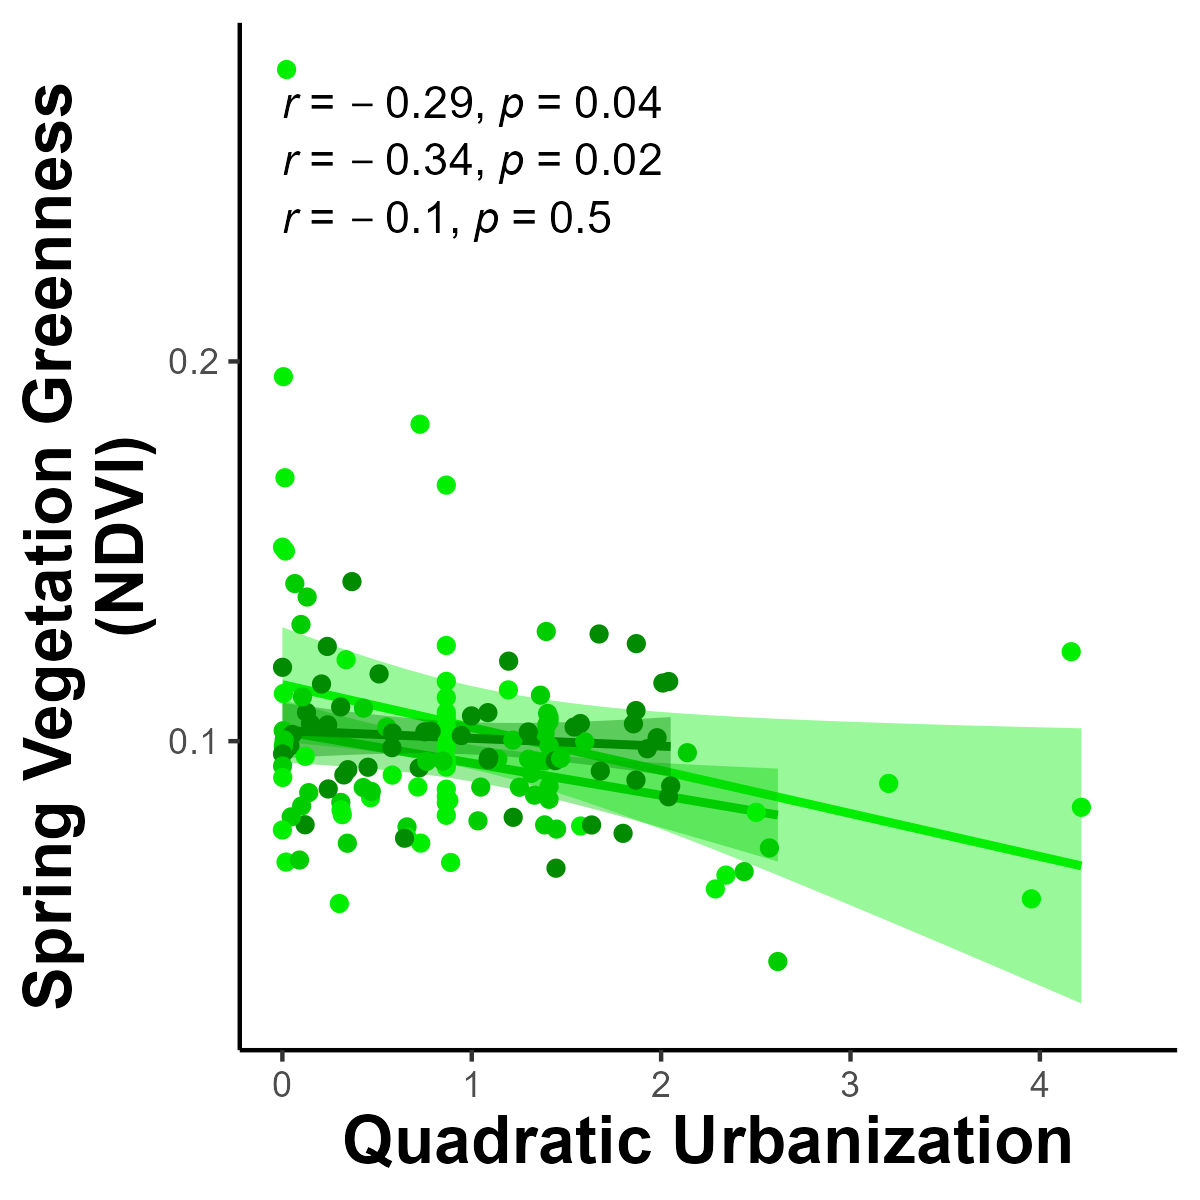 Spring Vegetation Greenness
(NDVI)
r = − 0.29, p = 0.04
r = − 0.34, p = 0.02
r = − 0.1, p = 0.5
0.2
0.1
0 1 2 3 4
Quadratic Urbanization